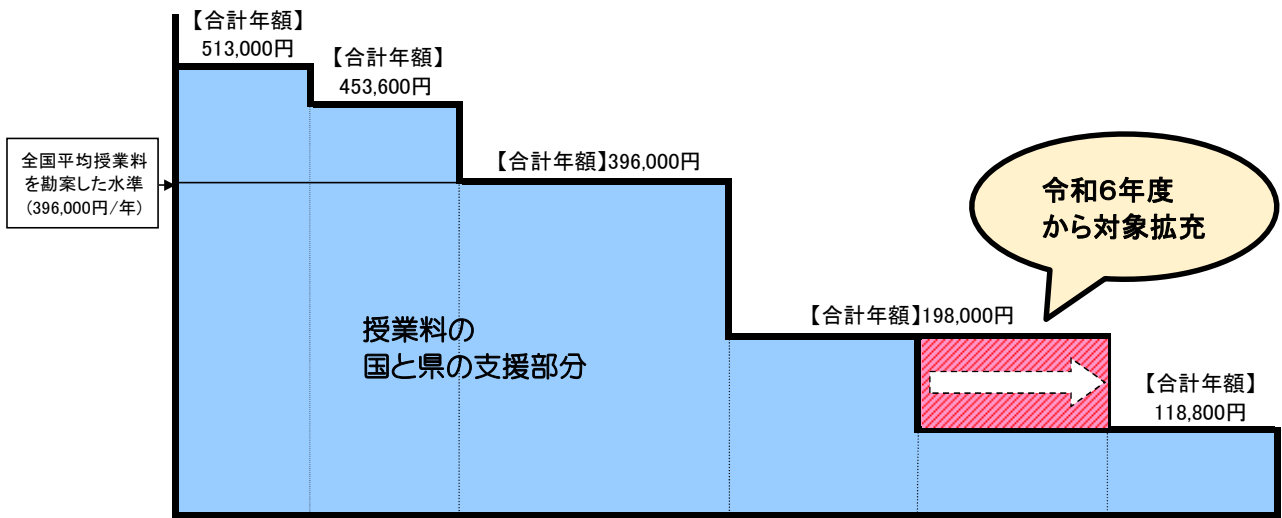 【合計年額】
513,000円
【合計年額】
453,600円
全国平均授業料
を勘案した水準
(396,000円/年)
【合計年額】396,000円
令和6年度
から対象拡充
授業料の
国と県の支援部分
【合計年額】198,000円
【合計年額】
118,800円